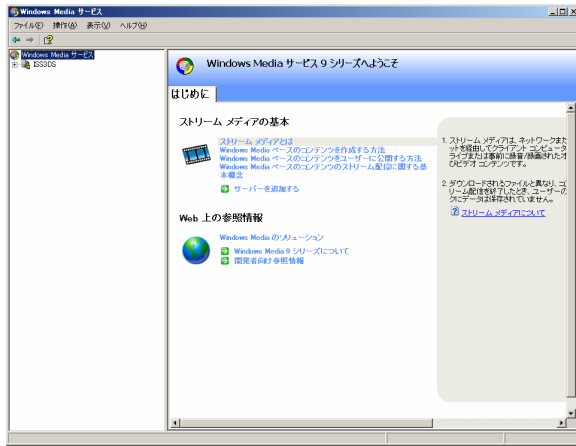 Windows Media サービス
ファイル(F) 操作(A) 表示(V) ヘルプ(H)
Windows Media サービス
ISS3DS
Windows Media サービス 9 シリーズへようこそ
はじめに
ストリーム メディアの基本
ストリーム メディアとは
Windows Media ベースのコンテンツを作成する方法
Windows Media ベースのコンテンツをユーザーに公開する方法
Windows Media ベースのコンテンツのストリーム配信に関する基
本概念
サーバーを追加する
Web 上の参照情報
Windows Media のソリューション
Windows Media 9 シリーズについて
開発者向け参照情報
1. ストリーム メディアは、ネットワークまた
ットを経由してクライアント コンピュータ
ライブまたは事前に録音/録画されたオ
びビデオ コンテンツです。
2. ダウンロードされるファイルと異なり、コ
リーム配信を終了したとき、ユーザーの
クにデータは保存されていません。
ストリーム メディアについて